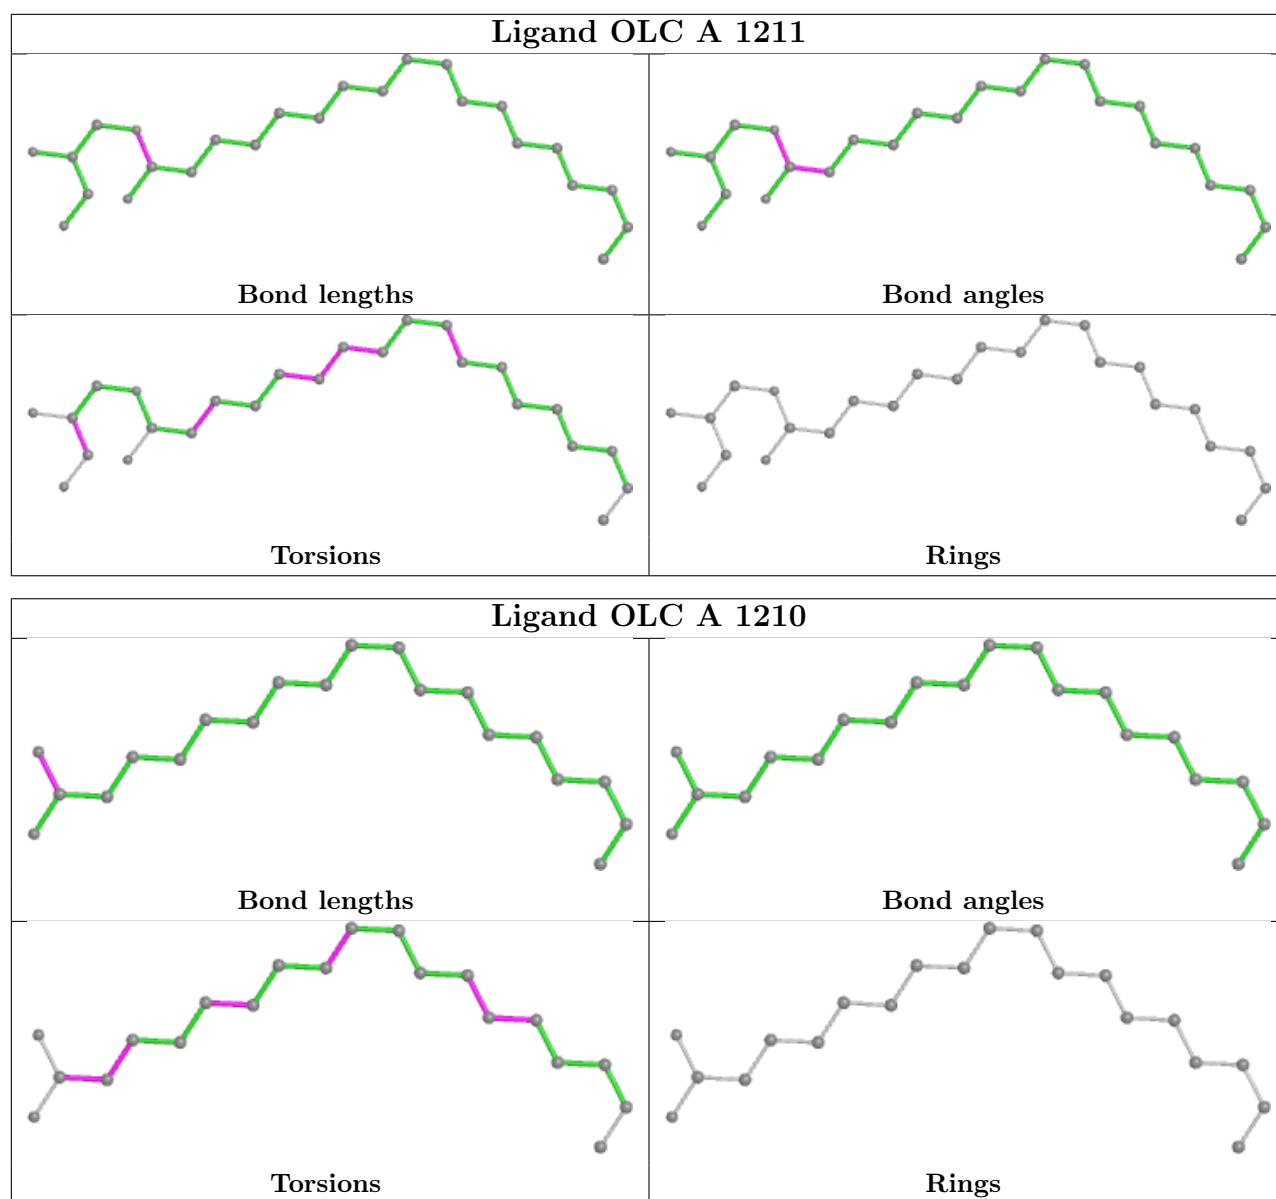 Ligand OLC A 1211
Bond lengths
Bond angles
Torsions
Rings
Ligand OLC A 1210
Bond lengths
Bond angles
Torsions
Rings